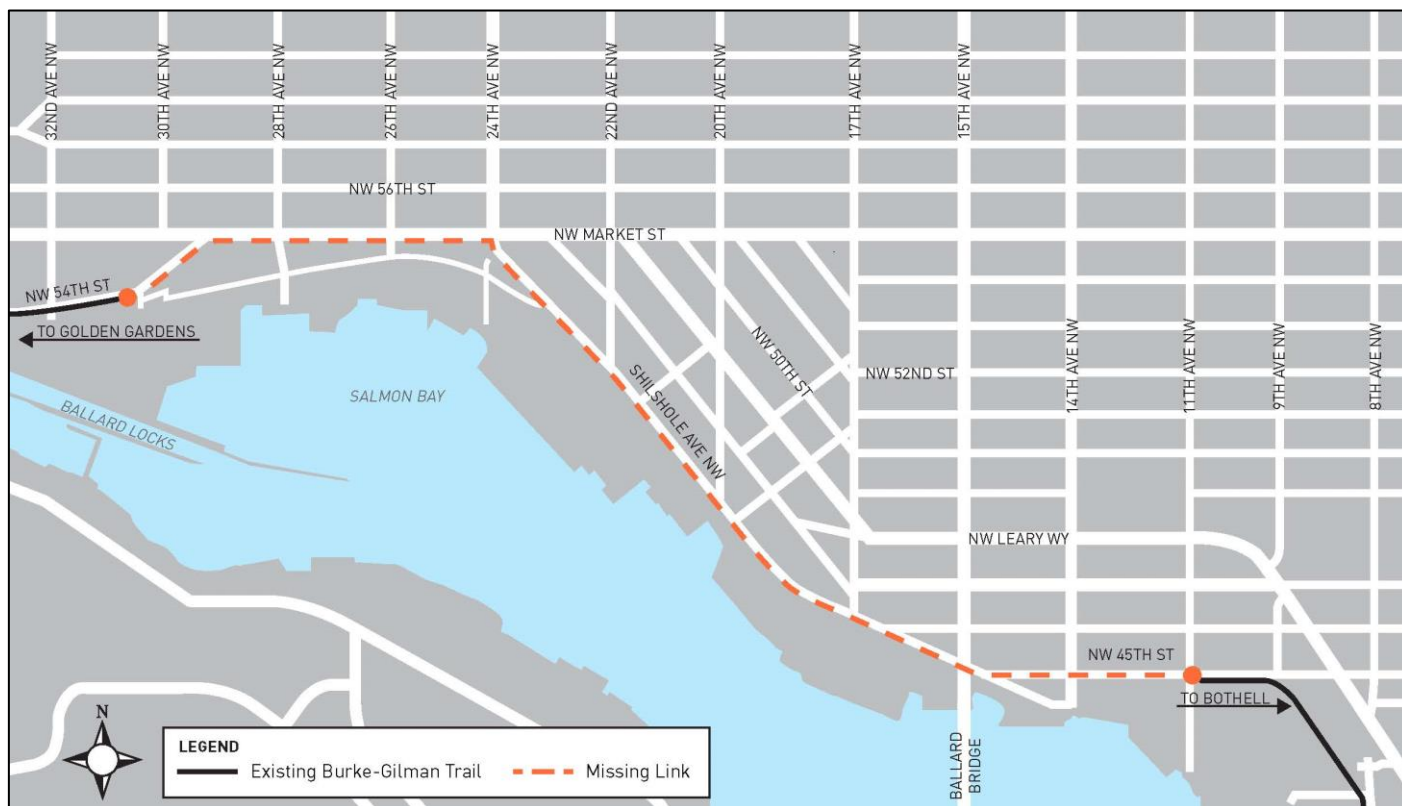 32ND AVE NW
30TH AVE NW
28TH AVE NW
26TH AVE NW
24TH AVE NW
22ND AVE NW
20TH AVE NW
17TH AVE NW
15TH AVE NW
NW 56TH ST
NW MARKET ST
NW 54TH ST
TO GOLDEN GARDENS
SALMON BAY
BALLARD LOCKS
SHILSHOLE AVE NW
NW 50TH ST
NW 52ND ST
14TH AVE NW
11TH AVE NW
9TH AVE NW
8TH AVE NW
NW LEARY WY
NW 45TH ST
TO BOTHELL
BALLARD
BRIDGE
N
LEGEND
Existing Burke-Gilman Trail
Missing Link